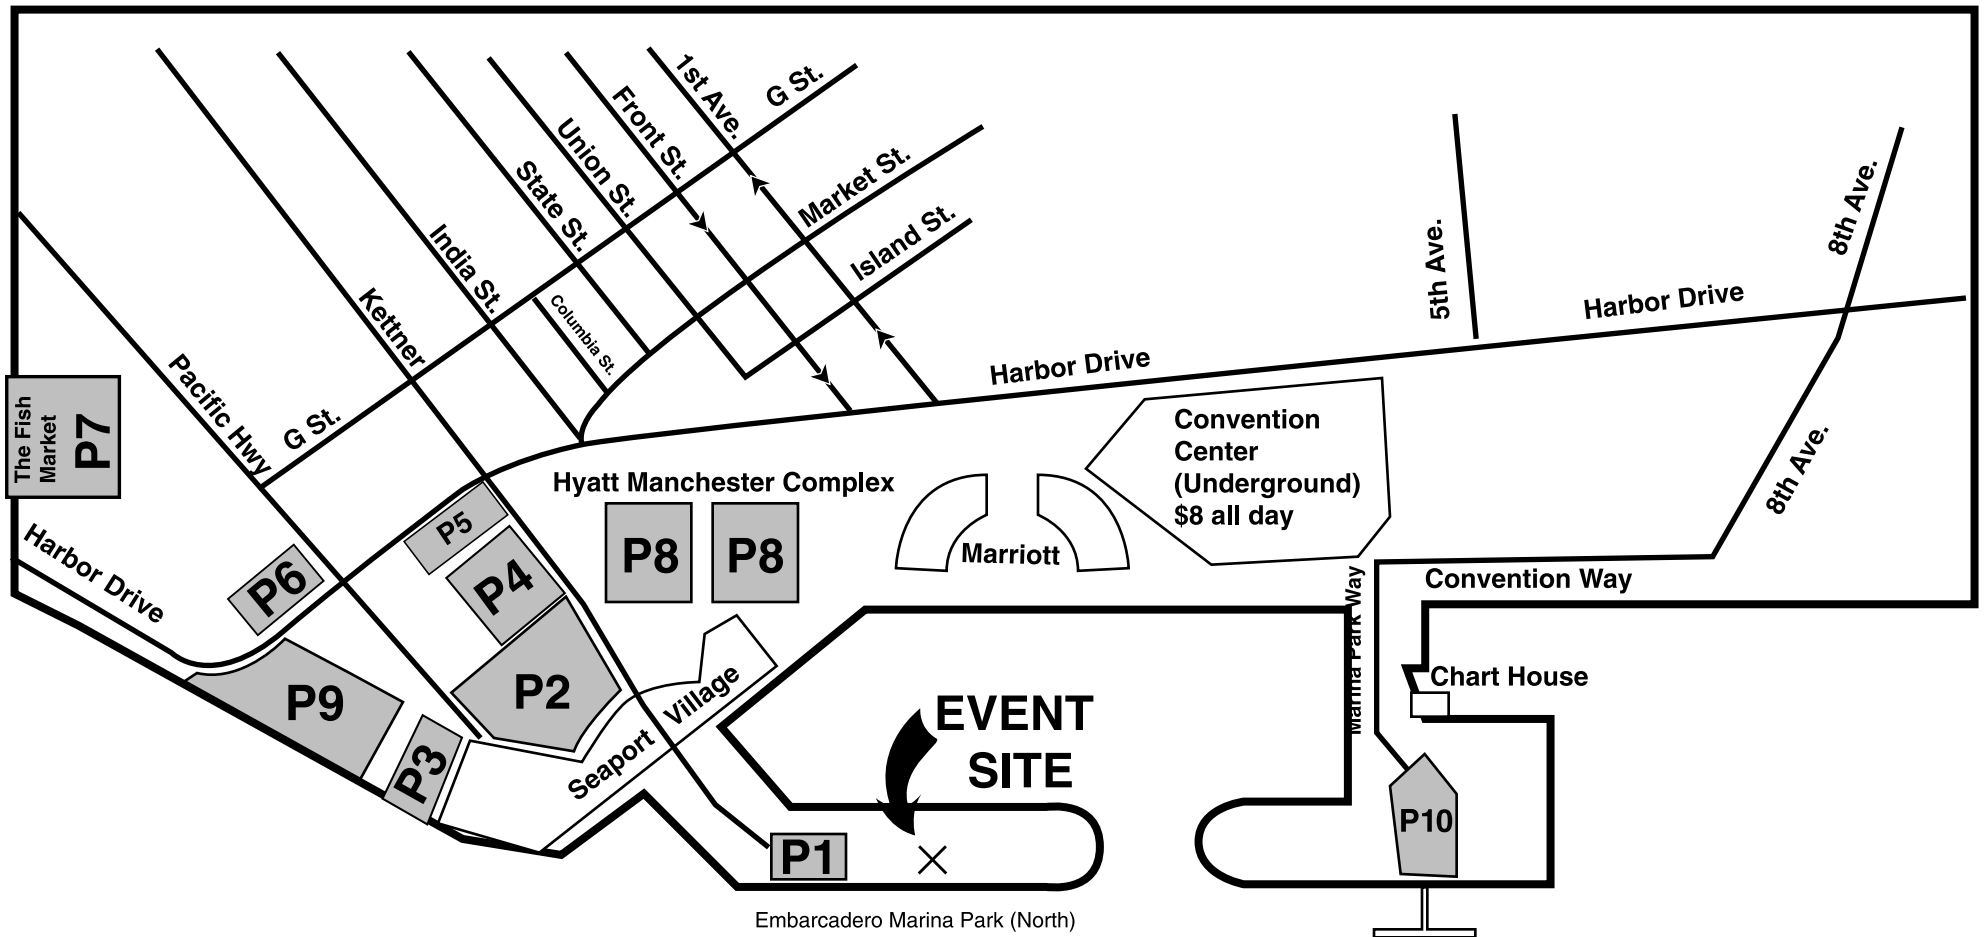 1st Ave.
G St.
Front St.
Union St.
Market St.
State St.
Island St.
8th Ave.
India St.
5th Ave.
Columbia St.
Kettner
Harbor Drive
Harbor Drive
Pacific Hwy
G St.
The Fish
Market
P7
Convention
Center
(Underground)
$8 all day
8th Ave.
Hyatt Manchester Complex
P5
P8
P8
Marriott
P4
P6
Harbor Drive
Convention Way
Marina Park Way
P2
P9
Seaport Village
Chart House
EVENT
SITE
P3
P10
P1
Embarcadero Marina Park (North)